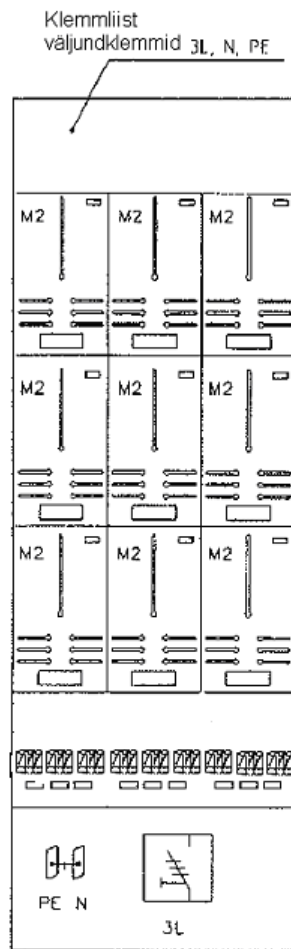 Klemmliist
väljundklemmid 3L, N, PE
M2 M2 M2
M2 M2 M2
M2 M2 M2
PE N
3L